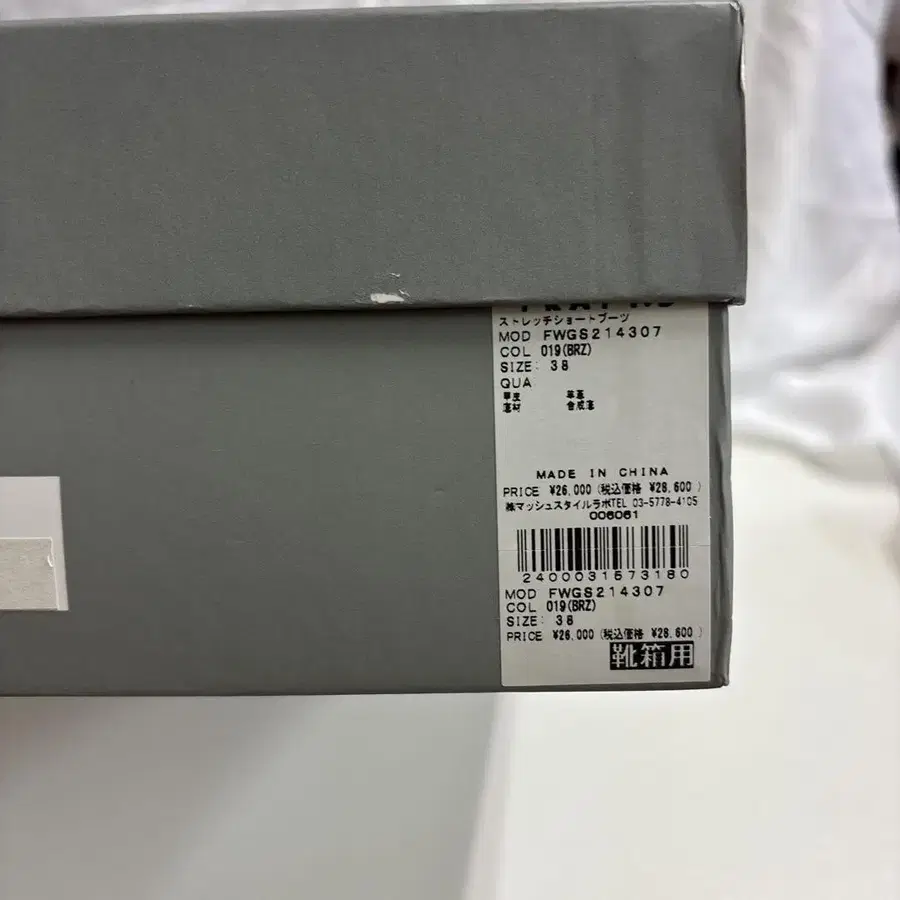 ストレッチショートブーツ
MOD FWGS214307
COL 019(BRZ)
SIZE: 38
QUA
甲皮 羊革
底材 合成底
MADE IN CHINA
PRICE ¥26,000 (税込価格 ¥28,600)
㈱マッシュスタイルラボTEL 03-5778-4105
006061
2400031573180
MOD FWGS214307
COL 019(BRZ)
SIZE: 38
PRICE ¥26,000 (税込価格 ¥28,600)
靴箱用